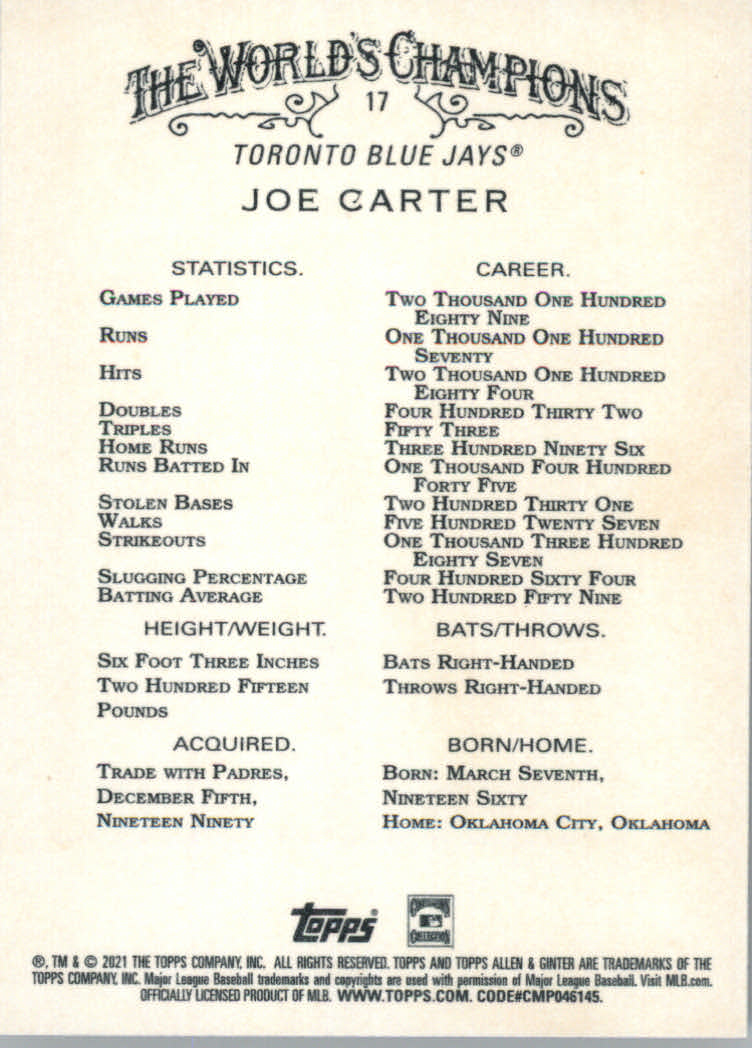 THE WORLD'S CHAMPIONS
17
TORONTO BLUE JAYS®
JOE CARTER
STATISTICS. CAREER.
GAMES PLAYED TWO THOUSAND ONE HUNDRED
EIGHTY NINE
RUNS ONE THOUSAND ONE HUNDRED
SEVENTY
HITS TWO THOUSAND ONE HUNDRED
EIGHTY FOUR
DOUBLES FOUR HUNDRED THIRTY TWO
TRIPLES FIFTY THREE
HOME RUNS THREE HUNDRED NINETY SIX
RUNS BATTED IN ONE THOUSAND FOUR HUNDRED
FORTY FIVE
STOLEN BASES TWO HUNDRED THIRTY ONE
WALKS FIVE HUNDRED TWENTY SEVEN
STRIKEOUTS ONE THOUSAND THREE HUNDRED
EIGHTY SEVEN
SLUGGING PERCENTAGE FOUR HUNDRED SIXTY FOUR
BATTING AVERAGE TWO HUNDRED FIFTY NINE
HEIGHT/WEIGHT.
SIX FOOT THREE INCHES
TWO HUNDRED FIFTEEN
POUNDS
BATS/THROWS.
BATS RIGHT-HANDED
THROWS RIGHT-HANDED
ACQUIRED.
TRADE WITH PADRES,
DECEMBER FIFTH,
NINETEEN NINETY
BORN/HOME.
BORN: MARCH SEVENTH,
NINETEEN SIXTY
HOME: OKLAHOMA CITY, OKLAHOMA
Topps®
COOPERSTOWN
COLLECTION
®, TM & © 2021 THE TOPPS COMPANY, INC. ALL RIGHTS RESERVED. TOPPS AND TOPPS ALLEN & GINTER ARE TRADEMARKS OF THE
TOPPS COMPANY, INC. Major League Baseball trademarks and copyrights are used with permission of Major League Baseball. Visit MLB.com.
OFFICIALLY LICENSED PRODUCT OF MLB. WWW.TOPPS.COM. CODE#CMP046145.